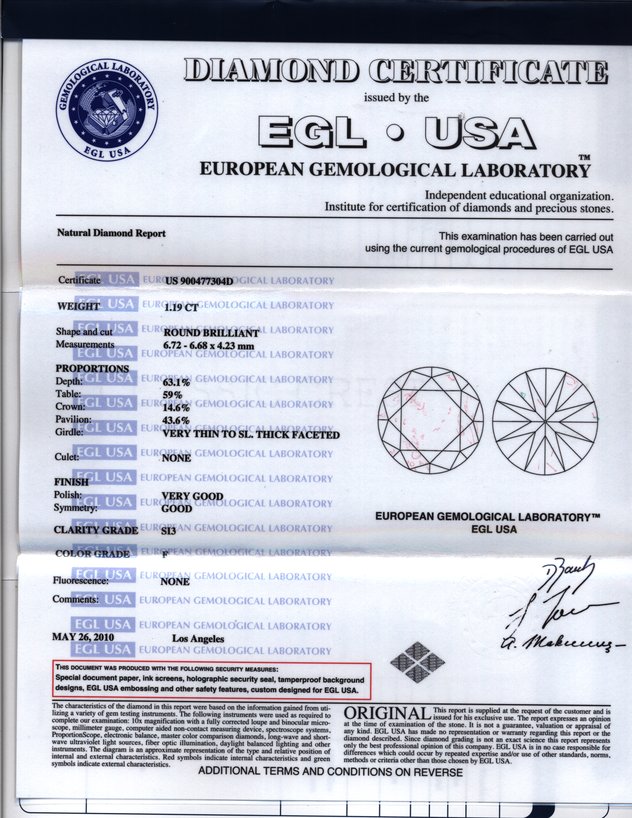 DIAMOND CERTIFICATE
issued by the
EGL • USA
EUROPEAN GEMOLOGICAL LABORATORY™
GEMOLOGICAL LABORATORY
EGL USA
Independent educational organization.
Institute for certification of diamonds and precious stones.
Natural Diamond Report
This examination has been carried out
using the current gemological procedures of EGL USA
Certificate US 900477304D
WEIGHT 1.19 CT
Shape and cut ROUND BRILLIANT
Measurements 6.72 - 6.68 x 4.23 mm
PROPORTIONS
Depth: 63.1%
Table: 59%
Crown: 14.6%
Pavilion: 43.6%
Girdle: VERY THIN TO SL. THICK FACETED
Culet: NONE
FINISH
Polish: VERY GOOD
Symmetry: GOOD
CLARITY GRADE SI3
COLOR GRADE F
Fluorescence: NONE
Comments:
EGL USA EUROPEAN GEMOLOGICAL LABORATORY
MAY 26, 2010 Los Angeles
EGL USA EUROPEAN GEMOLOGICAL LABORATORY
EUROPEAN GEMOLOGICAL LABORATORY™
EGL USA
THIS DOCUMENT WAS PRODUCED WITH THE FOLLOWING SECURITY MEASURES:
Special document paper, ink screens, holographic security seal, tamperproof background
designs, EGL USA embossing and other safety features, custom designed for EGL USA.
The characteristics of the diamond in this report were based on the information gained from uti-
lizing a variety of gem testing instruments. The following instruments were used as required to
complete our examination: 10x magnification with a fully corrected loupe and binocular micro-
scope, millimeter gauge, computer aided non-contact measuring device, spectroscope systems,
ProportionScope, electronic balance, master color comparison diamonds, long-wave and short-
wave ultraviolet light sources, fiber optic illumination, daylight balanced lighting and other
instruments. The diagram is an approximate representation of the type and relative position of
internal and external characteristics. Red symbols indicate internal characteristics and green
symbols indicate external characteristics.
ORIGINAL This report is supplied at the request of the customer and is
issued for his exclusive use. The report expresses an opinion
at the time of examination of the stone. It is not a guarantee, valuation or appraisal of
any kind. EGL USA has made no representation or warranty regarding this report or the
diamond described. Since diamond grading is not an exact science this report represents
only the best professional opinion of this company. EGL USA is in no case responsible for
differences which could occur by repeated expertise and/or use of other standards, norms,
methods or criteria other than those chosen by EGL USA.
ADDITIONAL TERMS AND CONDITIONS ON REVERSE